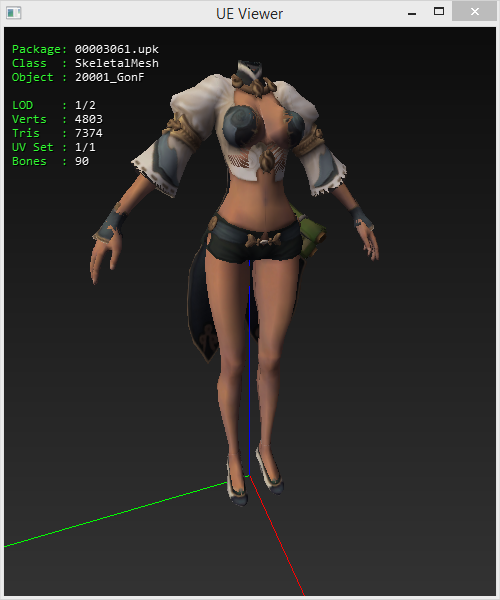 UE Viewer
Package: 00003061.upk
Class : SkeletalMesh
Object : 20001_GonF
LOD : 1/2
Verts : 4803
Tris : 7374
UV Set : 1/1
Bones : 90